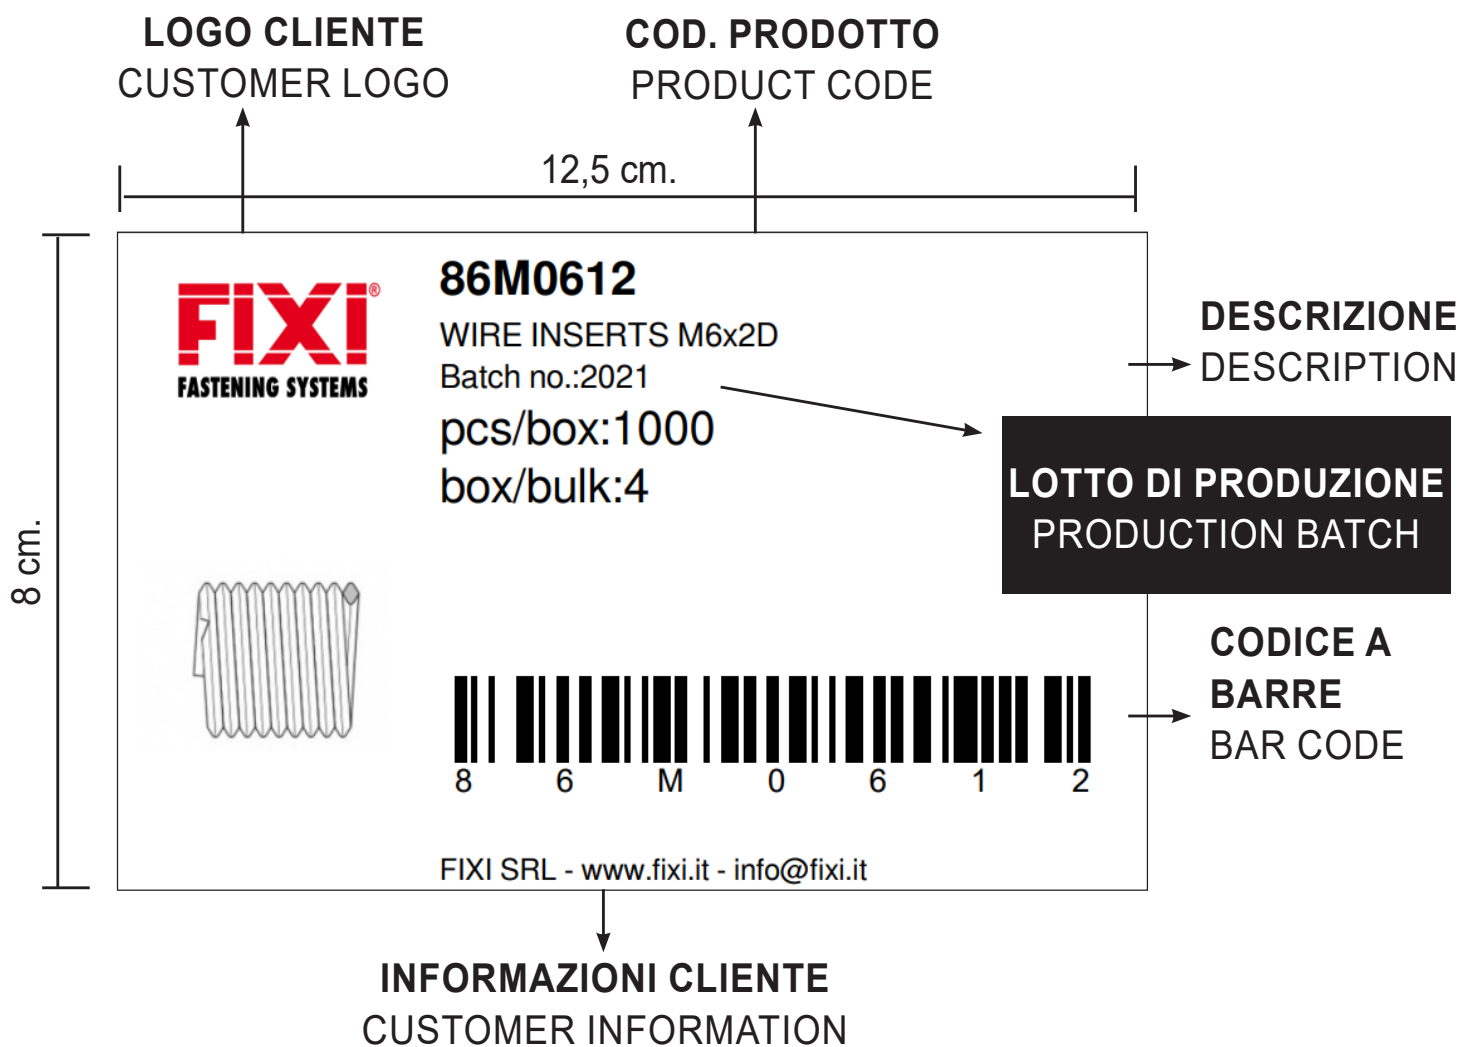 LOGO CLIENTE
CUSTOMER LOGO
COD. PRODOTTO
PRODUCT CODE
12,5 cm.
8 cm.
FIXI®
FASTENING SYSTEMS
86M0612
WIRE INSERTS M6x2D
Batch no.:2021
pcs/box:1000
box/bulk:4
DESCRIZIONE
DESCRIPTION
LOTTO DI PRODUZIONE
PRODUCTION BATCH
CODICE A
BARRE
BAR CODE
8 6 M 0 6 1 2
FIXI SRL - www.fixi.it - info@fixi.it
INFORMAZIONI CLIENTE
CUSTOMER INFORMATION